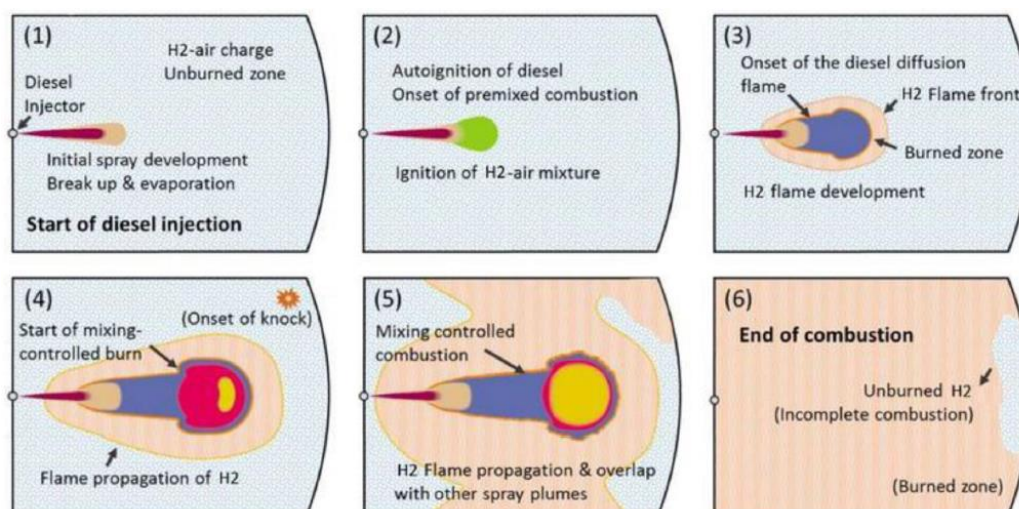 (1)
H2-air charge
Unburned zone
Diesel
Injector
Initial spray development
Break up & evaporation
Start of diesel injection
(2)
Autoignition of diesel
Onset of premixed combustion
Ignition of H2-air mixture
(3)
Onset of the diesel diffusion
flame
H2 Flame front
Burned zone
H2 flame development
(4)
(Onset of knock)
Start of mixing-
controlled burn
Flame propagation of H2
(5)
Mixing controlled
combustion
H2 Flame propagation & overlap
with other spray plumes
(6)
End of combustion
Unburned H2
(Incomplete combustion)
(Burned zone)